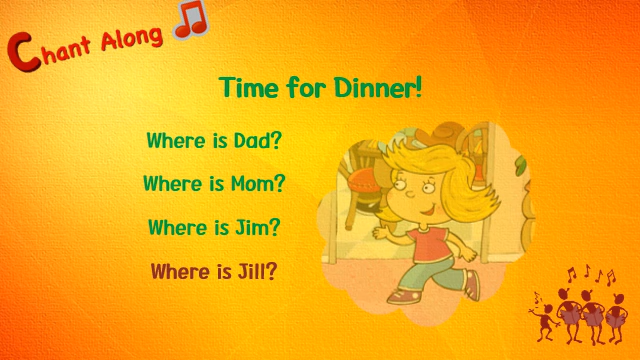 Chant Along
Time for Dinner!
Where is Dad?
Where is Mom?
Where is Jim?
Where is Jill?